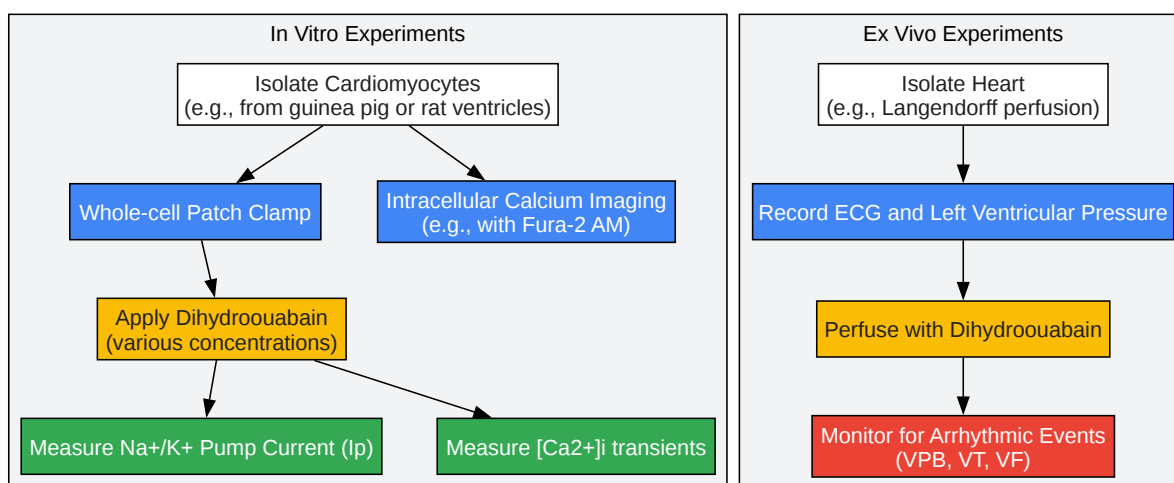 In Vitro Experiments
Isolate Cardiomyocytes
(e.g., from guinea pig or rat ventricles)
Whole-cell Patch Clamp
Intracellular Calcium Imaging
(e.g., with Fura-2 AM)
Apply Dihydroouabain
(various concentrations)
Measure Na+/K+ Pump Current (Ip)
Measure [Ca2+]i transients
Ex Vivo Experiments
Isolate Heart
(e.g., Langendorff perfusion)
Record ECG and Left Ventricular Pressure
Perfuse with Dihydroouabain
Monitor for Arrhythmic Events
(VPB, VT, VF)